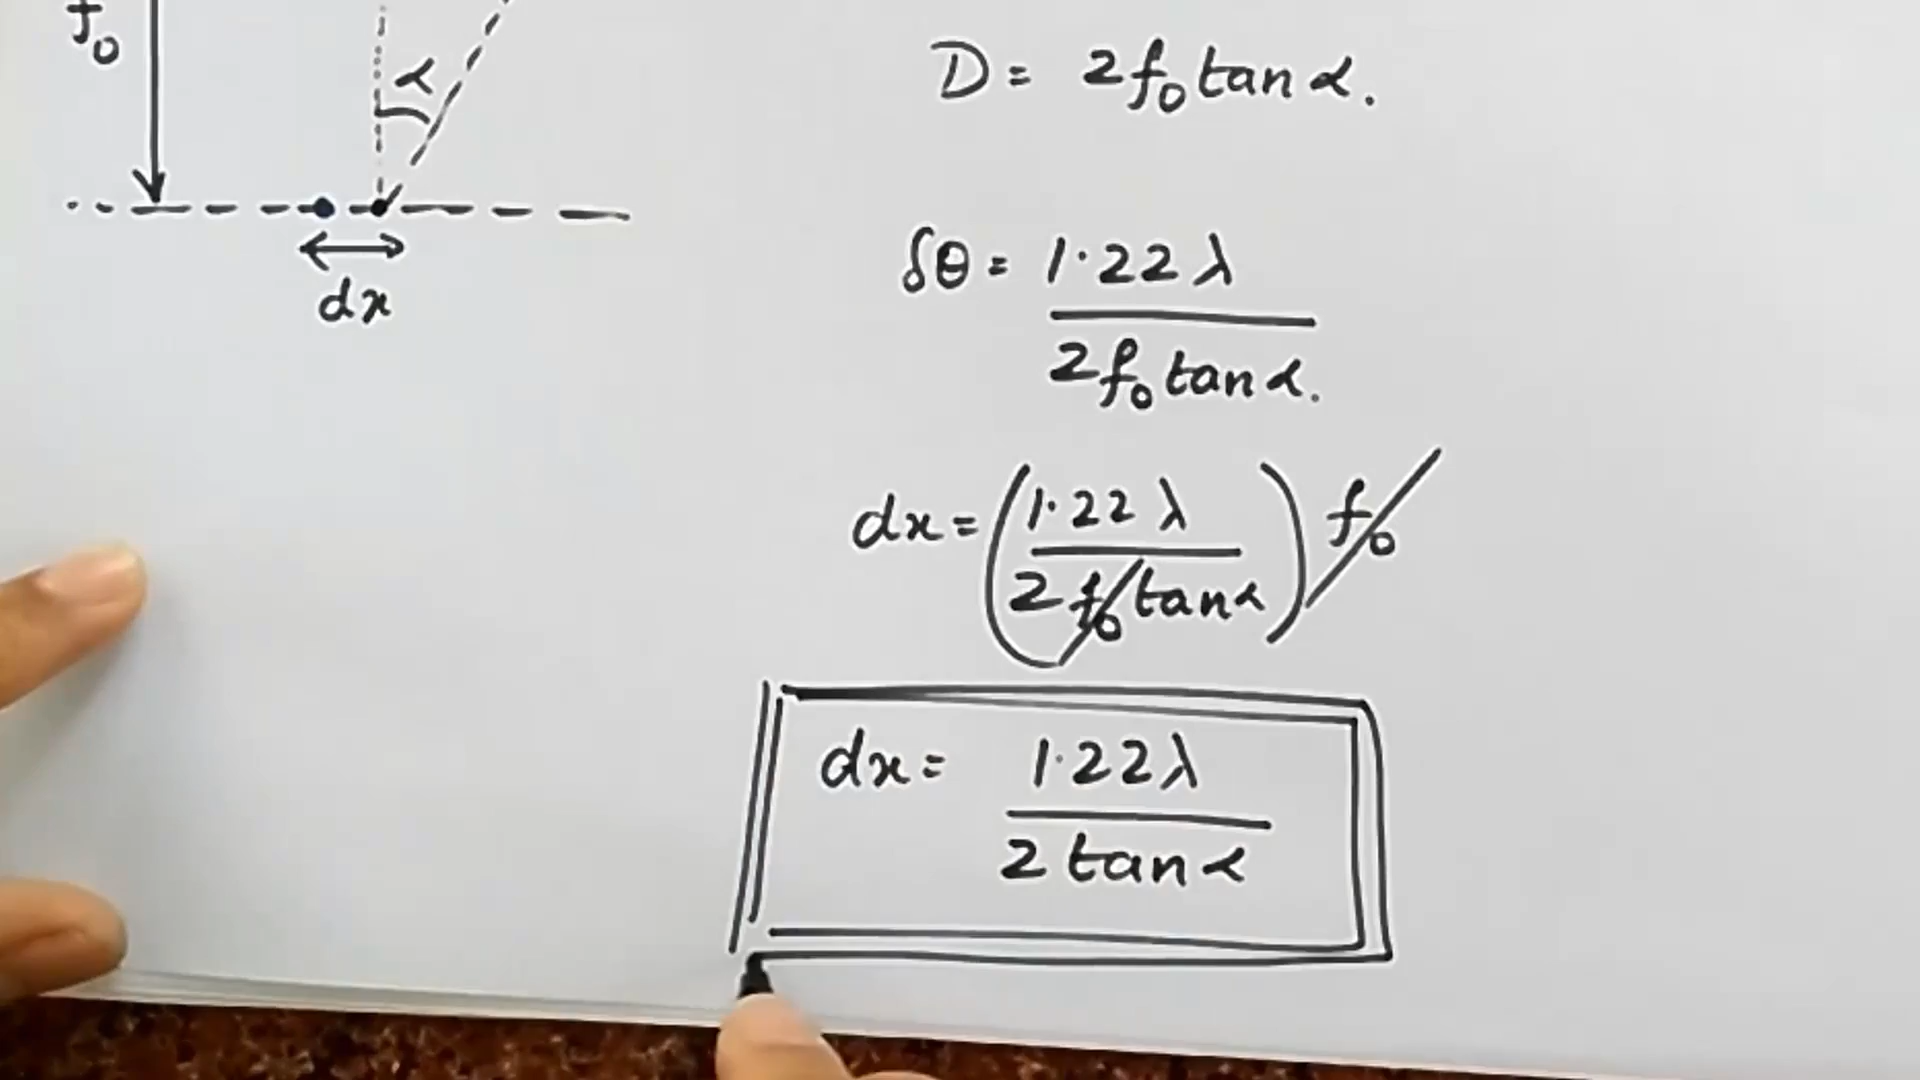 f₀
α
dx
D = 2f₀ tan α.
δθ = 1·22 λ
2f₀ tan α.
dx = (1·22 λ / 2f₀ tan α) f₀
dx = 1·22 λ
2 tan α